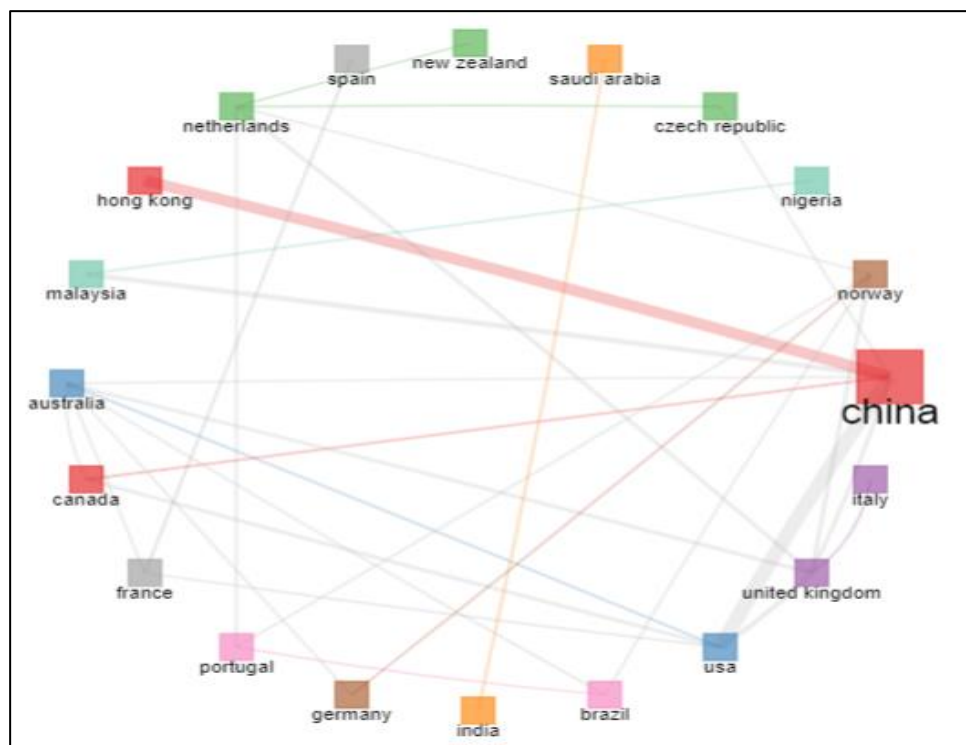 new zealand
spain
saudi arabia
netherlands
czech republic
hong kong
nigeria
malaysia
norway
australia
china
canada
italy
france
united kingdom
portugal
usa
germany
india
brazil